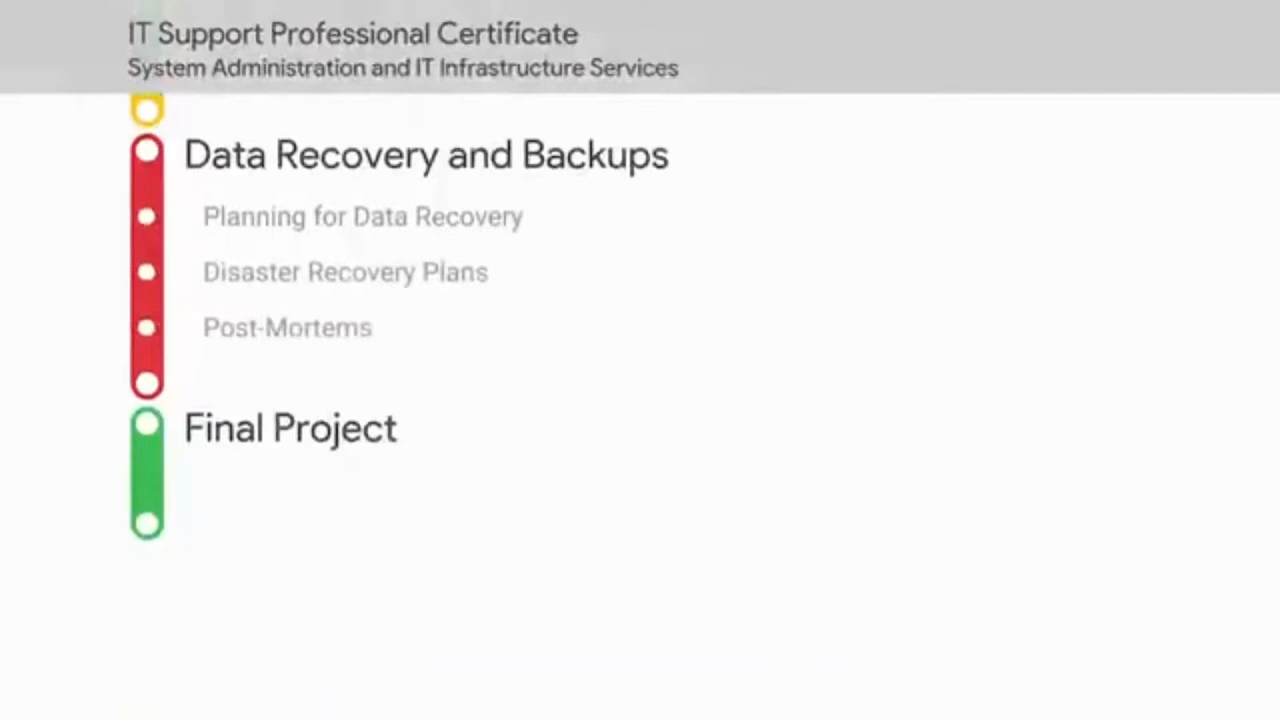 IT Support Professional Certificate
System Administration and IT Infrastructure Services
Data Recovery and Backups
Planning for Data Recovery
Disaster Recovery Plans
Post-Mortems
Final Project